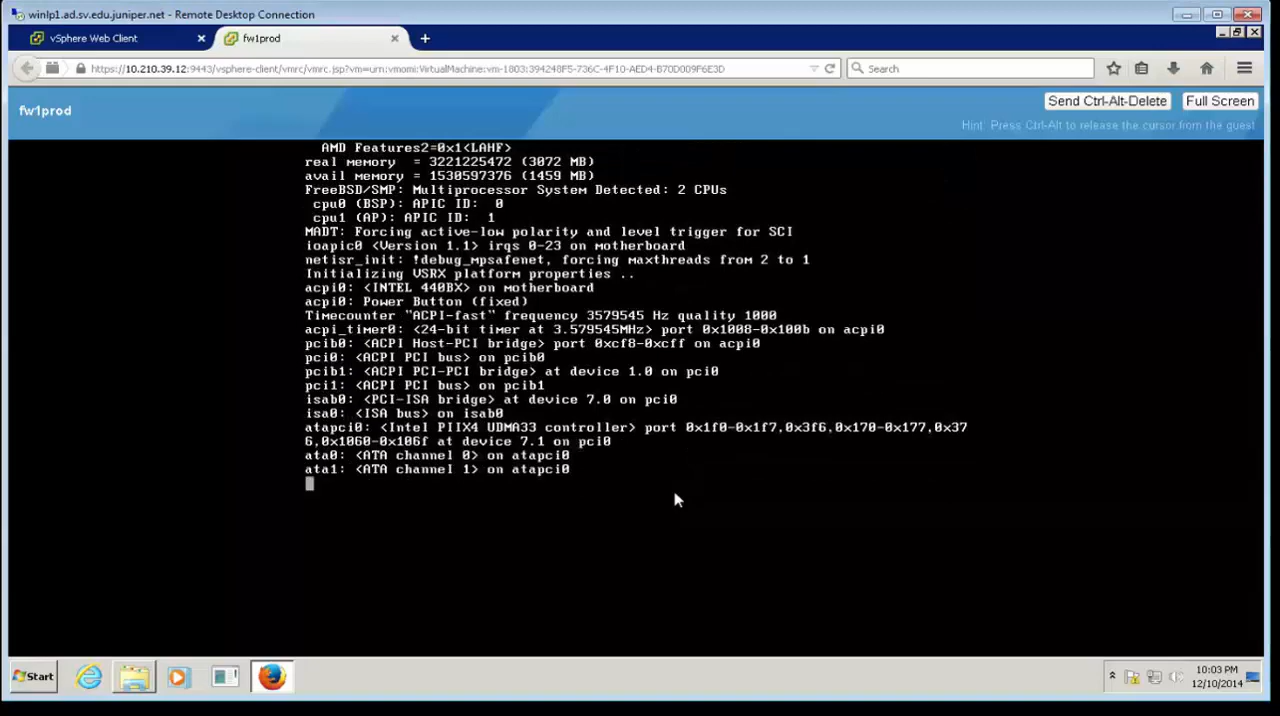 winlp1.ad.sv.edu.juniper.net - Remote Desktop Connection
vSphere Web Client
fw1prod
https://10.210.39.12:9443/vsphere-client/vmrc/vmrc.jsp?vm=urn:vmomi:VirtualMachine:vm-1803:394248F5-736C-4F10-AED4-B70D009F6E3D
Search
fw1prod
Send Ctrl-Alt-Delete
Full Screen
Hint: Press Ctrl-Alt to release the cursor from the guest
AMD Features2=0x1<LAHF>
real memory  = 3221225472 (3072 MB)
avail memory = 1530597376 (1459 MB)
FreeBSD/SMP: Multiprocessor System Detected: 2 CPUs
cpu0 (BSP): APIC ID:  0
cpu1 (AP): APIC ID:  1
MADT: Forcing active-low polarity and level trigger for SCI
ioapic0 <Version 1.1> irqs 0-23 on motherboard
netisr_init: !debug_mpsafenet, forcing maxthreads from 2 to 1
Initializing VSRX platform properties ..
acpi0: <INTEL 440BX> on motherboard
acpi0: Power Button (fixed)
Timecounter "ACPI-fast" frequency 3579545 Hz quality 1000
acpi_timer0: <24-bit timer at 3.579545MHz> port 0x1008-0x100b on acpi0
pcib0: <ACPI Host-PCI bridge> port 0xcf8-0xcff on acpi0
pci0: <ACPI PCI bus> on pcib0
pcib1: <ACPI PCI-PCI bridge> at device 1.0 on pci0
pci1: <ACPI PCI bus> on pcib1
isab0: <PCI-ISA bridge> at device 7.0 on pci0
isa0: <ISA bus> on isab0
atapci0: <Intel PIIX4 UDMA33 controller> port 0x1f0-0x1f7,0x3f6,0x170-0x177,0x37
6,0x1060-0x106f at device 7.1 on pci0
ata0: <ATA channel 0> on atapci0
ata1: <ATA channel 1> on atapci0
Start
10:03 PM
12/10/2014